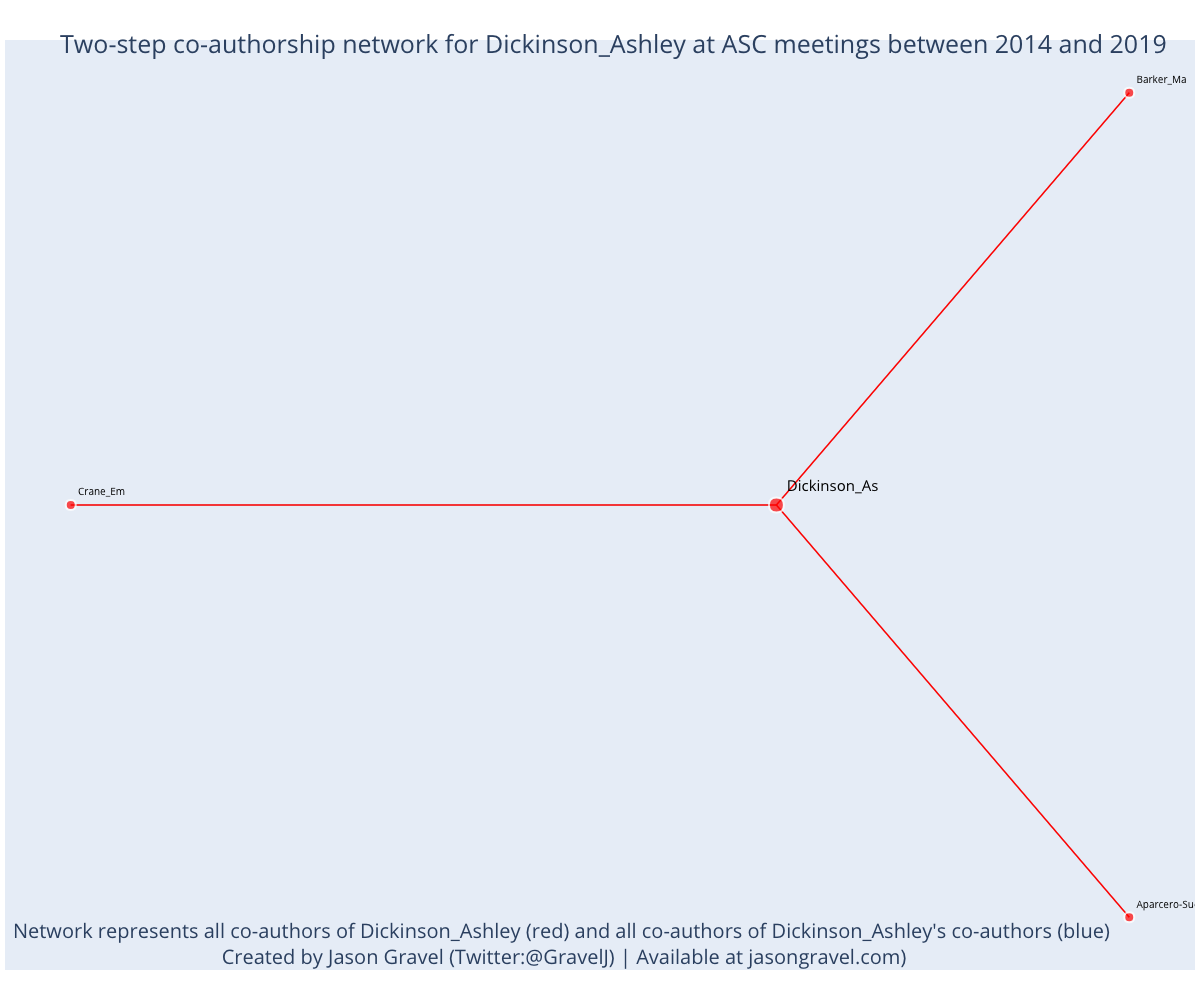 Two-step co-authorship network for Dickinson_Ashley at ASC meetings between 2014 and 2019
Barker_Ma
Crane_Em
Dickinson_As
Network represents all co-authors of Dickinson_Ashley (red) and all co-authors of Dickinson_Ashley's co-authors (blue)
Created by Jason Gravel (Twitter:@GravelJ) | Available at jasongravel.com)